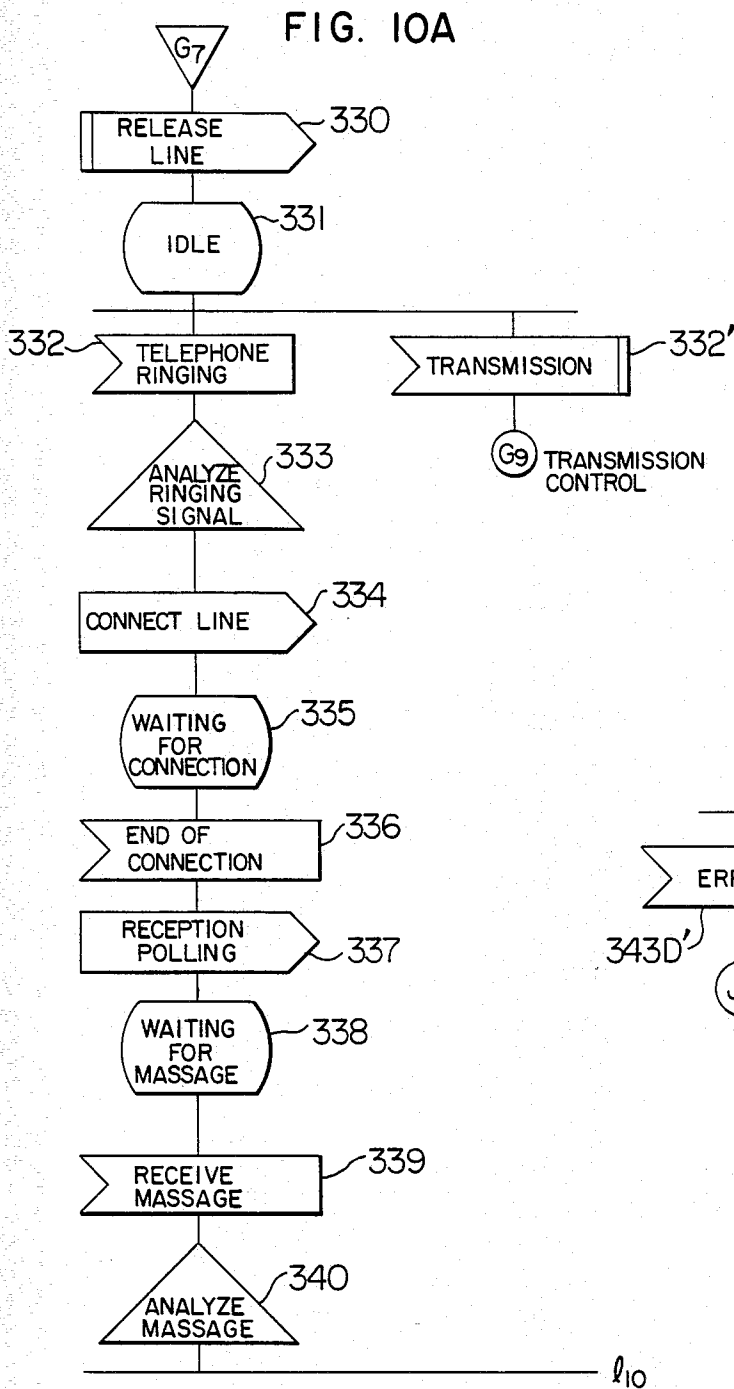 FIG. 10A
G7
RELEASE
LINE
330
IDLE
331
332
TELEPHONE
RINGING
TRANSMISSION
332'
ANALYZE
RINGING
SIGNAL
333
G9
TRANSMISSION
CONTROL
CONNECT LINE
334
WAITING
FOR
CONNECTION
335
END OF
CONNECTION
336
RECEPTION
POLLING
337
343D'
WAITING
FOR
MASSAGE
338
RECEIVE
MASSAGE
339
ANALYZE
MASSAGE
340
ℓ10